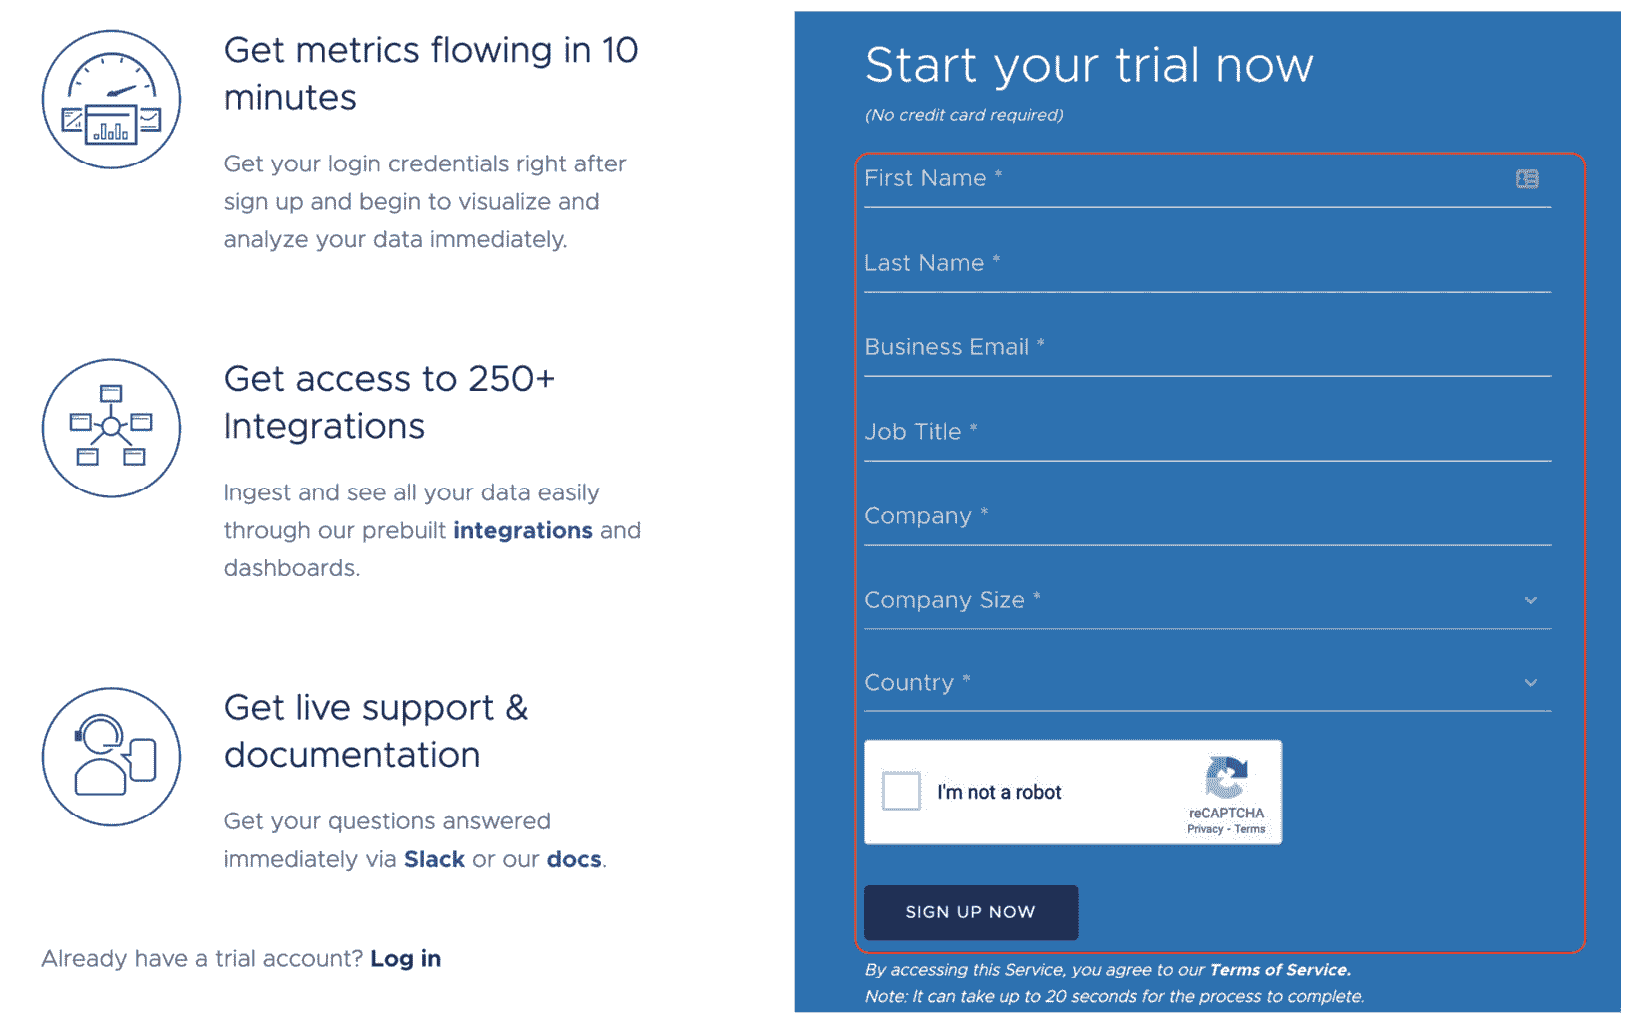 Get metrics flowing in 10
minutes
Get your login credentials right after
sign up and begin to visualize and
analyze your data immediately.
Get access to 250+
Integrations
Ingest and see all your data easily
through our prebuilt integrations and
dashboards.
Get live support &
documentation
Get your questions answered
immediately via Slack or our docs.
Already have a trial account? Log in
Start your trial now
(No credit card required)
First Name *
Last Name *
Business Email *
Job Title *
Company *
Company Size *
Country *
I'm not a robot
reCAPTCHA
Privacy - Terms
SIGN UP NOW
By accessing this Service, you agree to our Terms of Service.
Note: It can take up to 20 seconds for the process to complete.